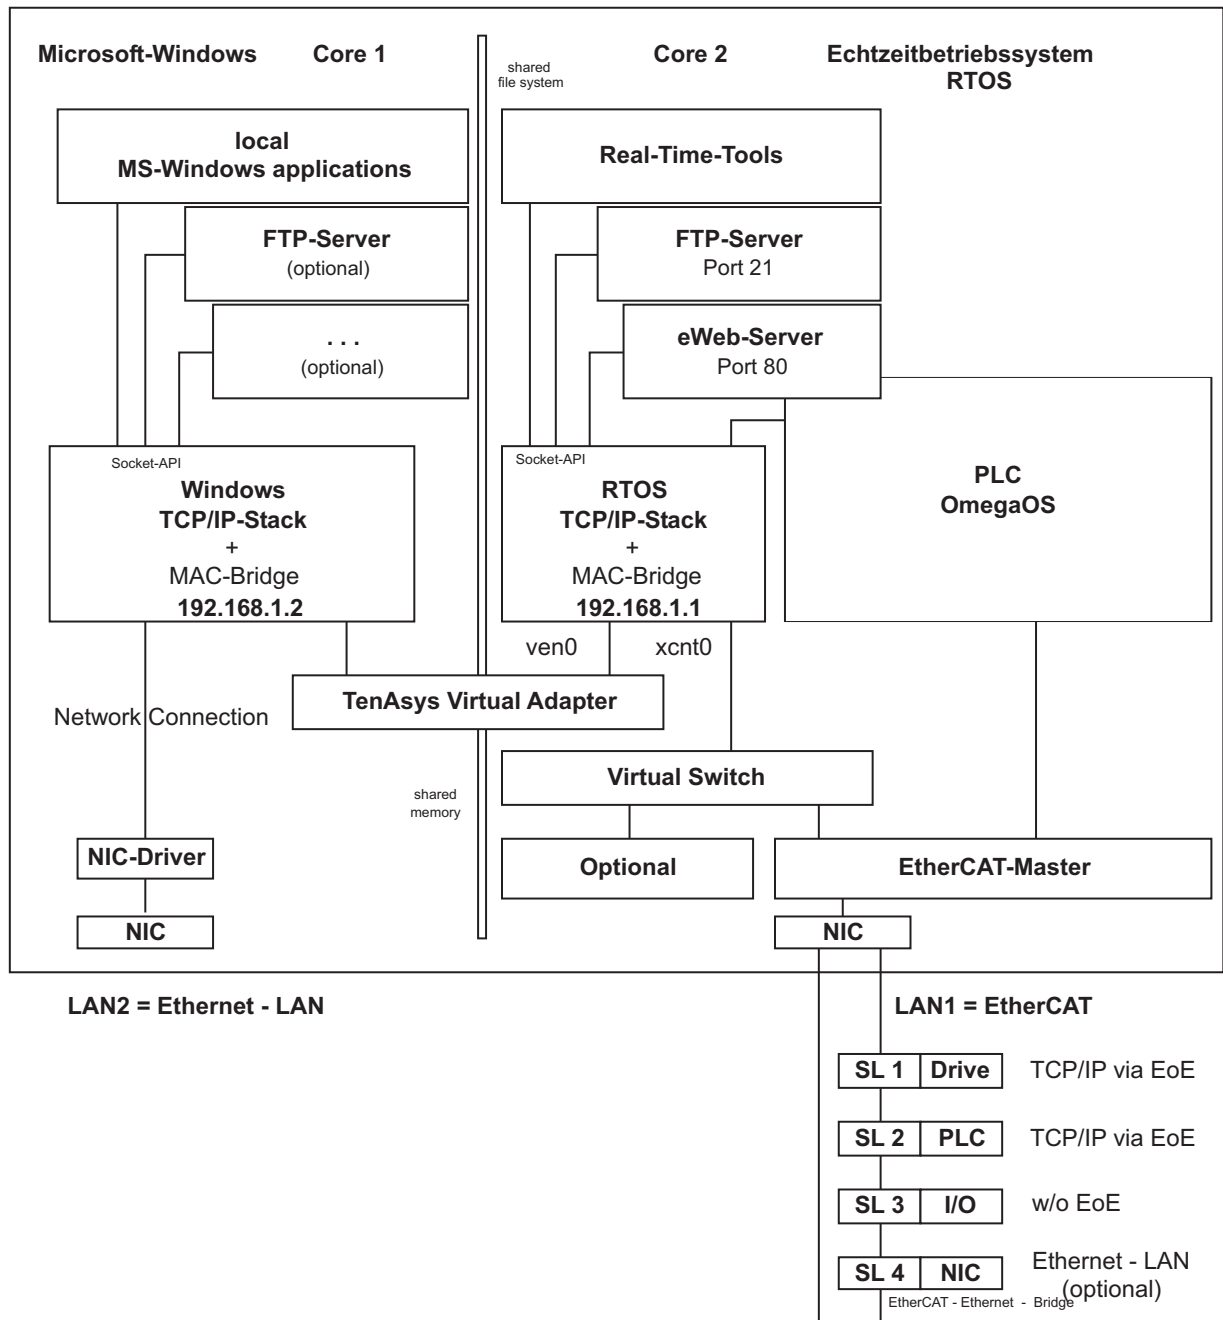 Microsoft-Windows
Core 1
shared
file system
Core 2
Echtzeitbetriebssystem
RTOS
local
MS-Windows applications
Real-Time-Tools
FTP-Server
(optional)
FTP-Server
Port 21
. . .
(optional)
eWeb-Server
Port 80
Socket-API
Windows
TCP/IP-Stack
+
MAC-Bridge
192.168.1.2
Socket-API
RTOS
TCP/IP-Stack
+
MAC-Bridge
192.168.1.1
PLC
OmegaOS
ven0
xcnt0
TenAsys Virtual Adapter
Network Connection
Virtual Switch
shared
memory
NIC-Driver
Optional
EtherCAT-Master
NIC
NIC
LAN2 = Ethernet - LAN
LAN1 = EtherCAT
SL 1 Drive TCP/IP via EoE
SL 2 PLC TCP/IP via EoE
SL 3 I/O w/o EoE
SL 4 NIC Ethernet - LAN
(optional)
EtherCAT - Ethernet - Bridge